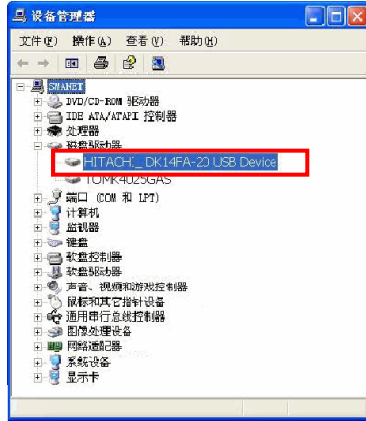 设备管理器
文件(F) 操作(A) 查看(V) 帮助(H)
SMANET
DVD/CD-ROM 驱动器
IDE ATA/ATAPI 控制器
处理器
磁盘驱动器
HITACHI_ DK14FA-20 USB Device
TOMK4025GAS
端口 (COM 和 LPT)
计算机
监视器
键盘
软盘控制器
软盘驱动器
声音、视频和游戏控制器
鼠标和其它指针设备
通用串行总线控制器
图像处理设备
网络适配器
系统设备
显示卡